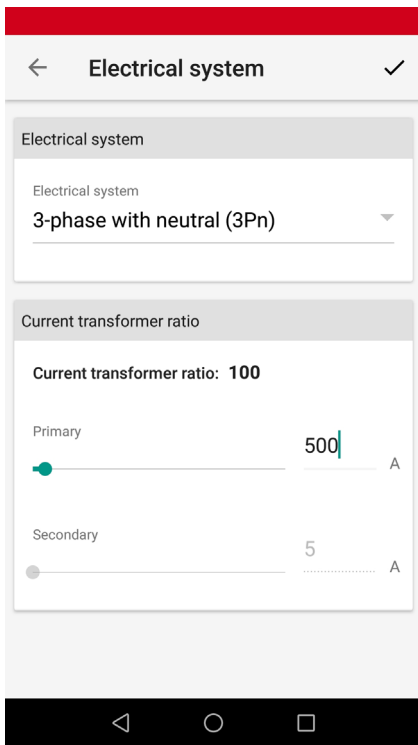 Electrical system
Electrical system
Electrical system
3-phase with neutral (3Pn)
Current transformer ratio
Current transformer ratio: 100
Primary
500
A
Secondary
5
A